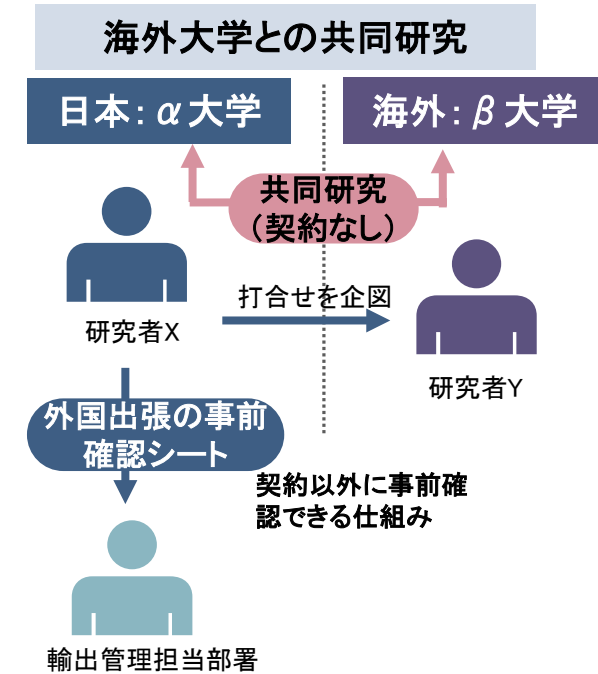 海外大学との共同研究
日本：α大学
海外：β大学
共同研究
（契約なし）
打合せを企図
研究者X
研究者Y
外国出張の事前
確認シート
契約以外に事前確
認できる仕組み
輸出管理担当部署